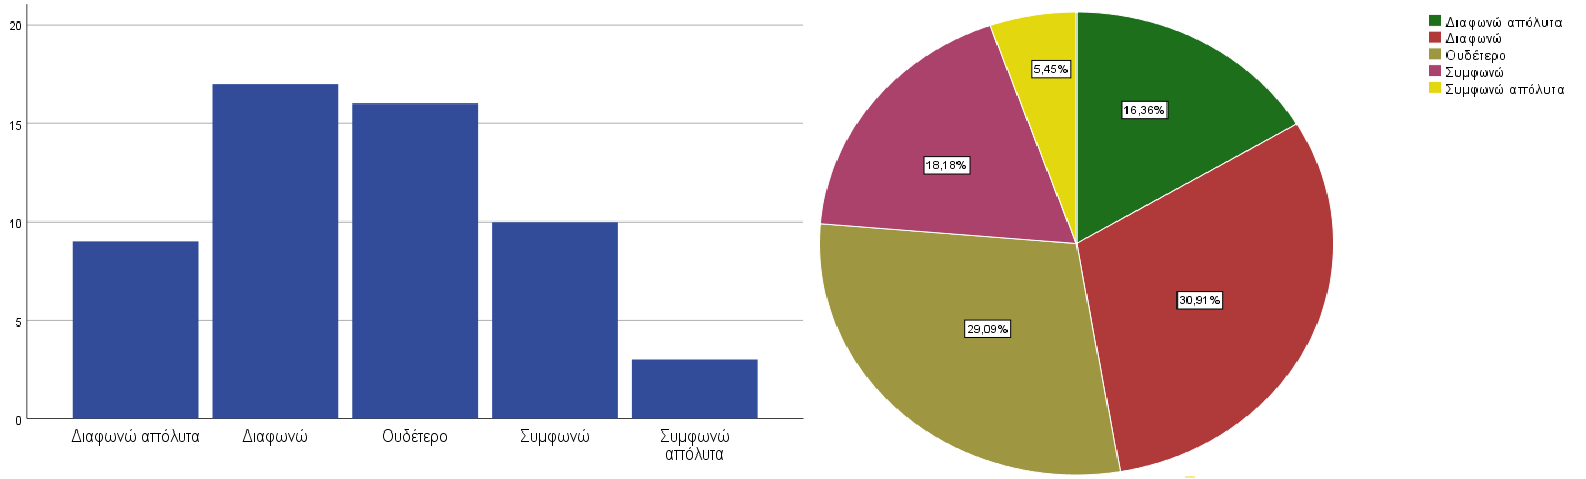 20
15
10
5
0
Διαφωνώ απόλυτα
Διαφωνώ
Ουδέτερο
Συμφωνώ
Συμφωνώ
απόλυτα
5,45%
16,36%
18,18%
30,91%
29,09%
Διαφωνώ απόλυτα
Διαφωνώ
Ουδέτερο
Συμφωνώ
Συμφωνώ απόλυτα